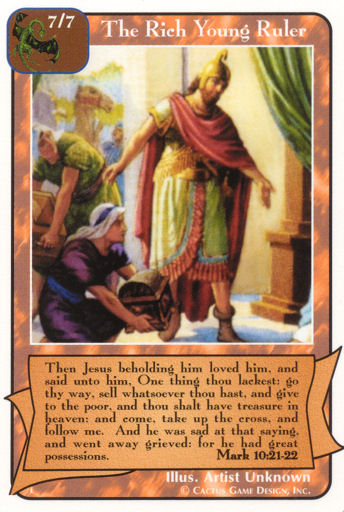 7/7
The Rich Young Ruler
Then Jesus beholding him loved him, and
said unto him, One thing thou lackest: go
thy way, sell whatsoever thou hast, and give
to the poor, and thou shalt have treasure in
heaven: and come, take up the cross, and
follow me. And he was sad at that saying,
and went away grieved: for he had great
possessions. Mark 10:21-22
Illus. Artist Unknown
© Cactus Game Design, Inc.